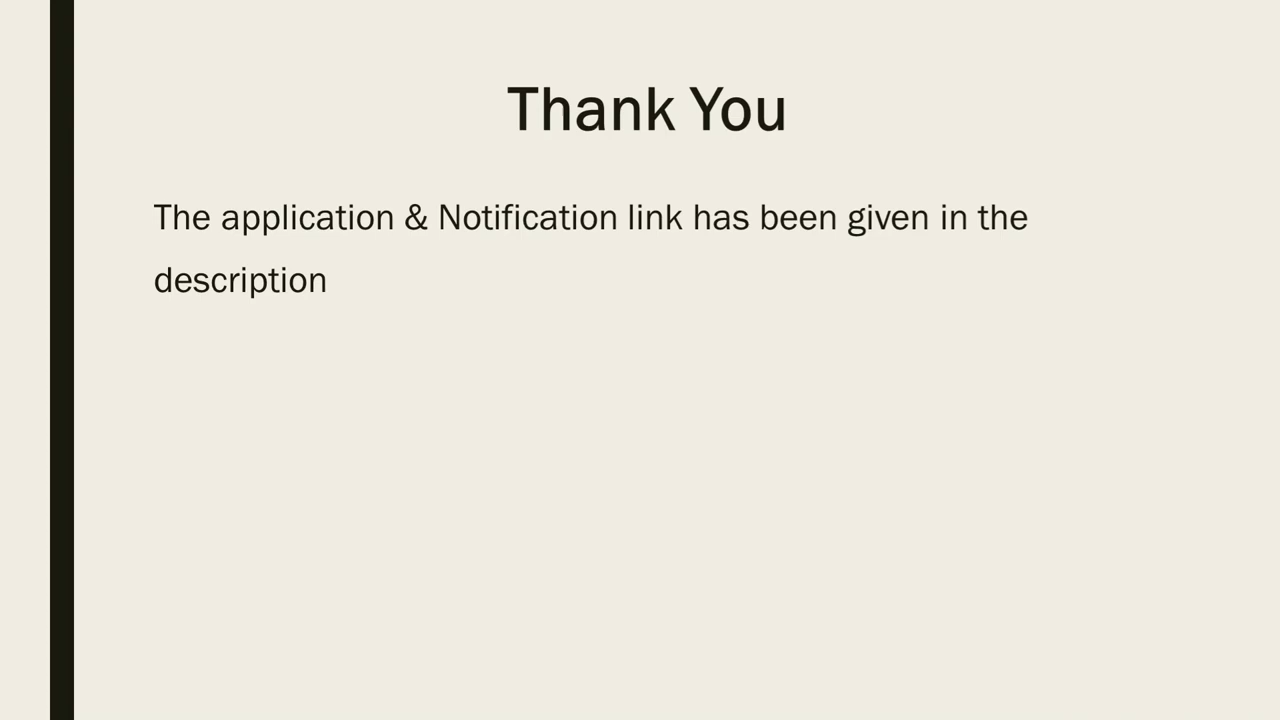 Thank You
The application & Notification link has been given in the
description